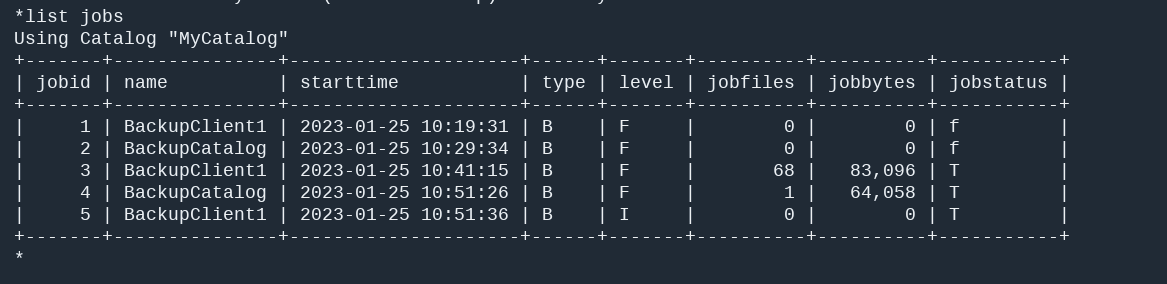 *list jobs
Using Catalog "MyCatalog"
+-------+---------------+---------------------+------+-------+----------+----------+-----------+
| jobid | name          | starttime           | type | level | jobfiles | jobbytes | jobstatus |
+-------+---------------+---------------------+------+-------+----------+----------+-----------+
|     1 | BackupClient1 | 2023-01-25 10:19:31 | B    | F     |        0 |        0 | f         |
|     2 | BackupCatalog | 2023-01-25 10:29:34 | B    | F     |        0 |        0 | f         |
|     3 | BackupClient1 | 2023-01-25 10:41:15 | B    | F     |       68 |   83,096 | T         |
|     4 | BackupCatalog | 2023-01-25 10:51:26 | B    | F     |        1 |   64,058 | T         |
|     5 | BackupClient1 | 2023-01-25 10:51:36 | B    | I     |        0 |        0 | T         |
+-------+---------------+---------------------+------+-------+----------+----------+-----------+
*